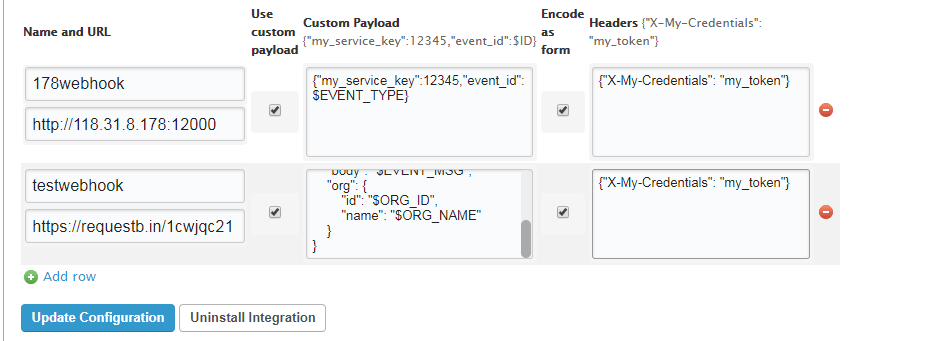 Name and URL
Use custom payload
Custom Payload {"my_service_key":12345,"event_id":$ID}
Encode as form
Headers {"X-My-Credentials": "my_token"}
178webhook
http://118.31.8.178:12000
{"my_service_key":12345,"event_id":
$EVENT_TYPE}
{"X-My-Credentials": "my_token"}
testwebhook
https://requestb.in/1cwjqc21
"body": "$EVENT_MSG",
"org": {
"id": "$ORG_ID",
"name": "$ORG_NAME"
}
}
{"X-My-Credentials": "my_token"}
Add row
Update Configuration
Uninstall Integration